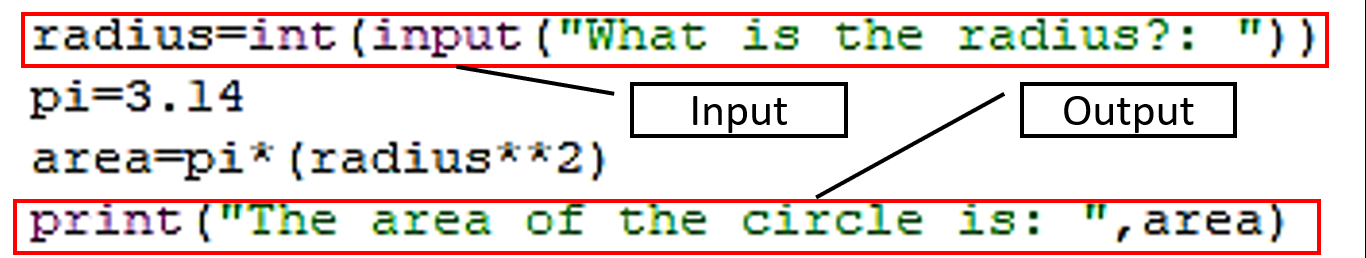 radius=int(input("What is the radius?: "))
pi=3.14
Input
Output
area=pi*(radius**2)
print("The area of the circle is: ",area)